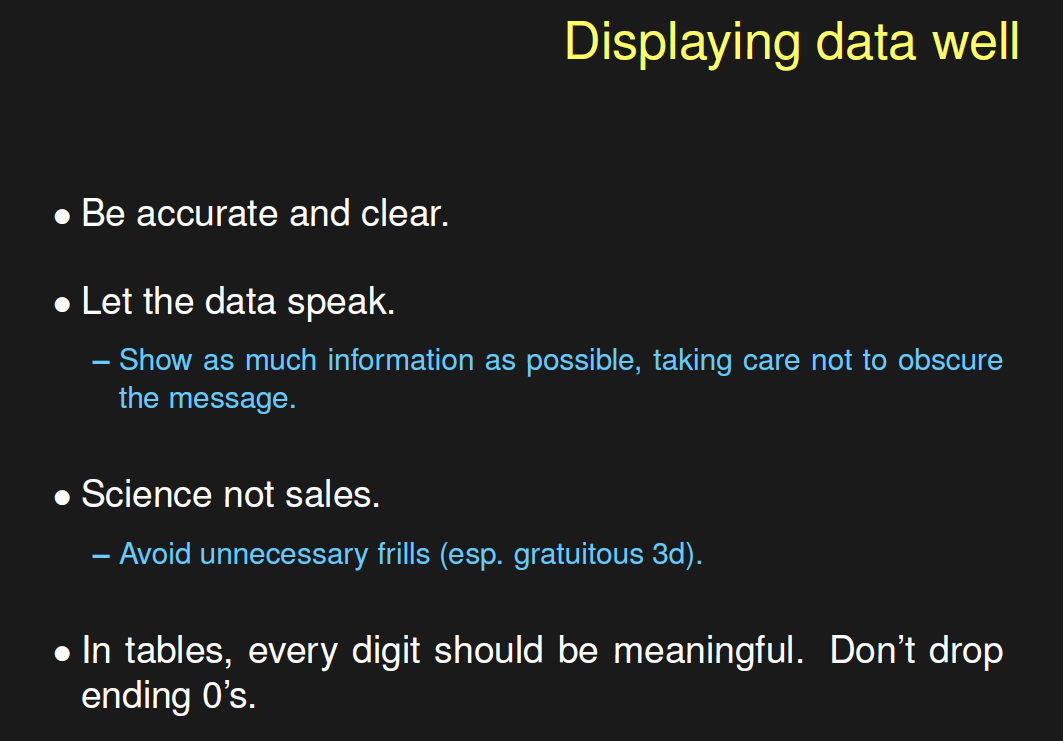 Displaying data well
● Be accurate and clear.
● Let the data speak.
– Show as much information as possible, taking care not to obscure
the message.
● Science not sales.
– Avoid unnecessary frills (esp. gratuitous 3d).
● In tables, every digit should be meaningful. Don’t drop
ending 0’s.